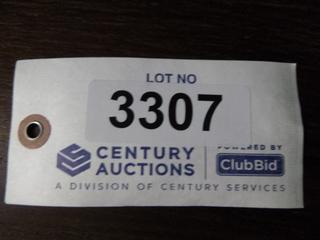 LOT NO
3307
CENTURY AUCTIONS
POWERED BY
ClubBid
A DIVISION OF CENTURY SERVICES